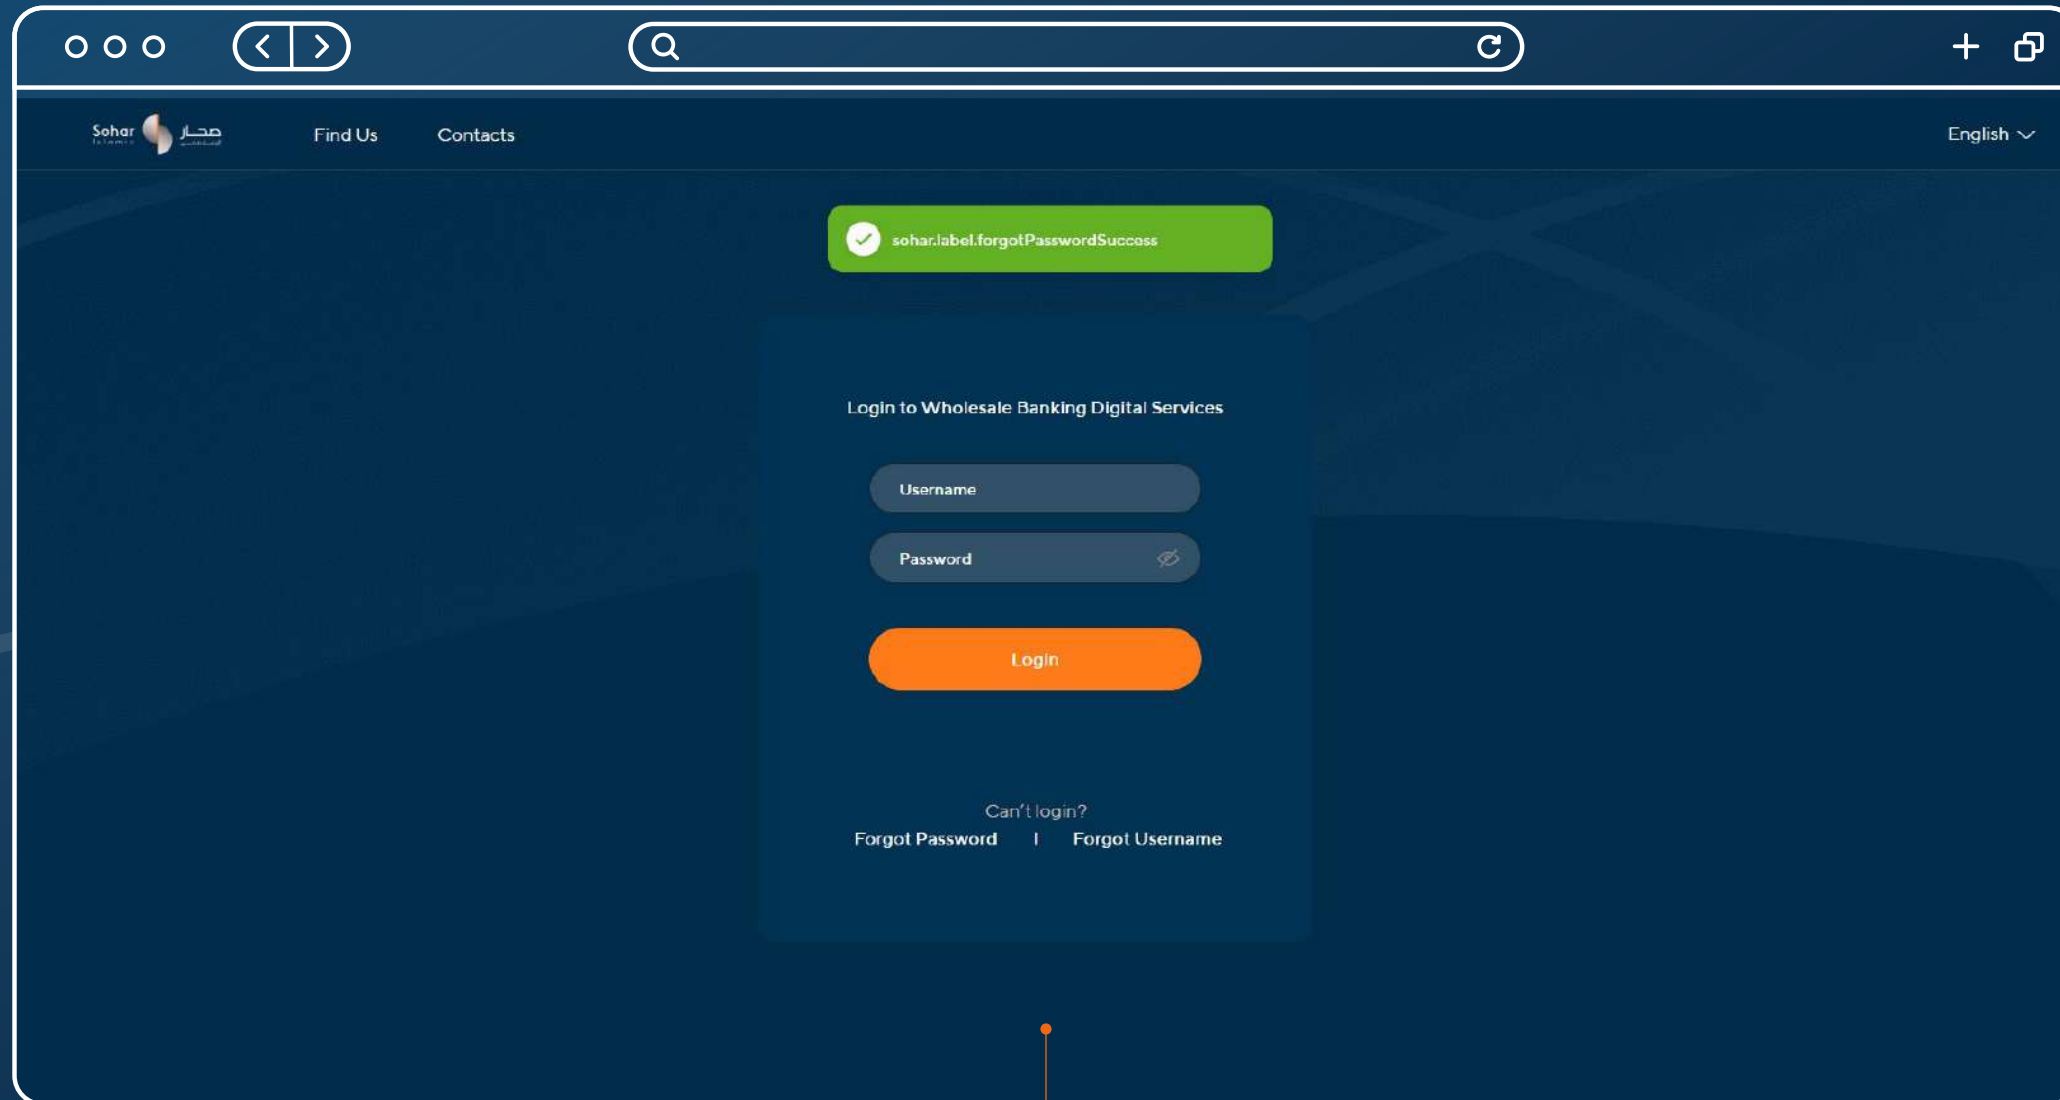 Sohar صحار
Islamic
Find Us
Contacts
English
sohar.label.forgotPasswordSuccess
Login to Wholesale Banking Digital Services
Username
Password
Login
Can't login?
Forgot Password | Forgot Username